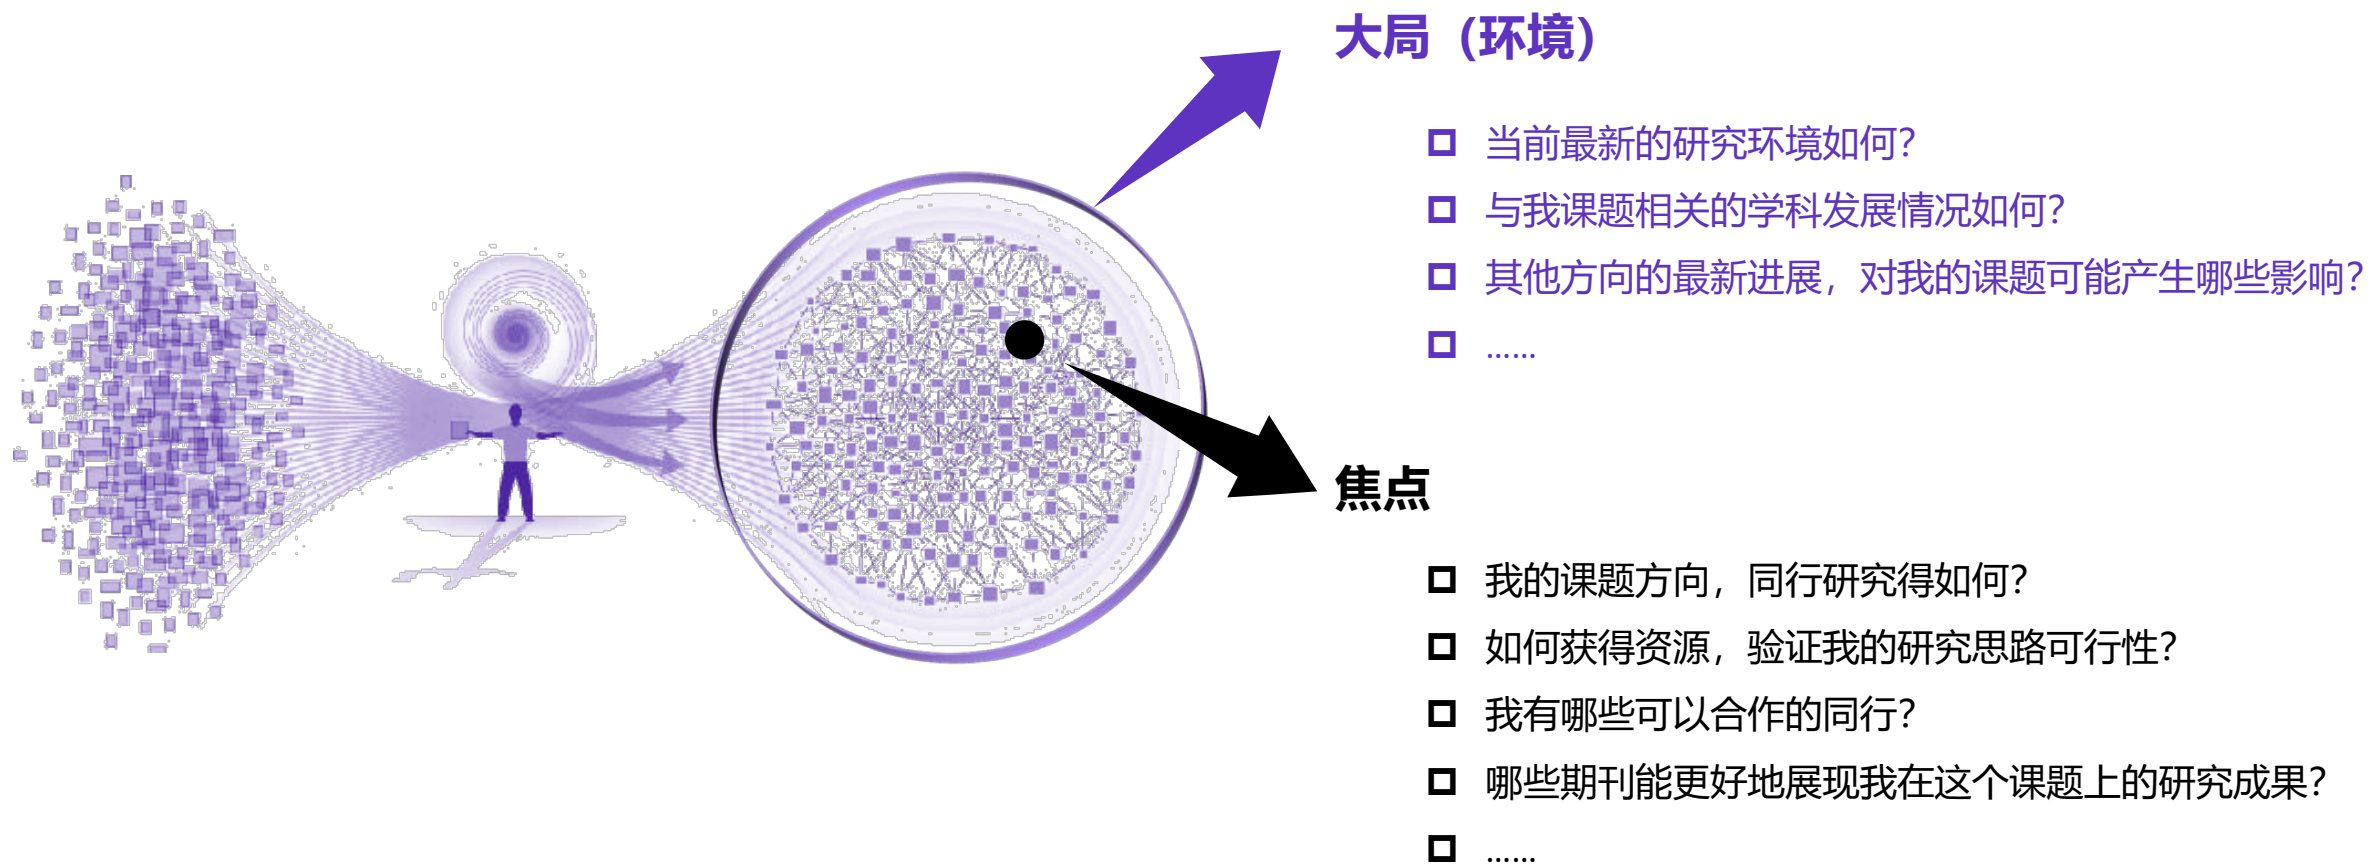 大局（环境）
当前最新的研究环境如何？
与我课题相关的学科发展情况如何？
其他方向的最新进展，对我的课题可能产生哪些影响？
……
焦点
我的课题方向，同行研究得如何？
如何获得资源，验证我的研究思路可行性？
我有哪些可以合作的同行？
哪些期刊能更好地展现我在这个课题上的研究成果？
……